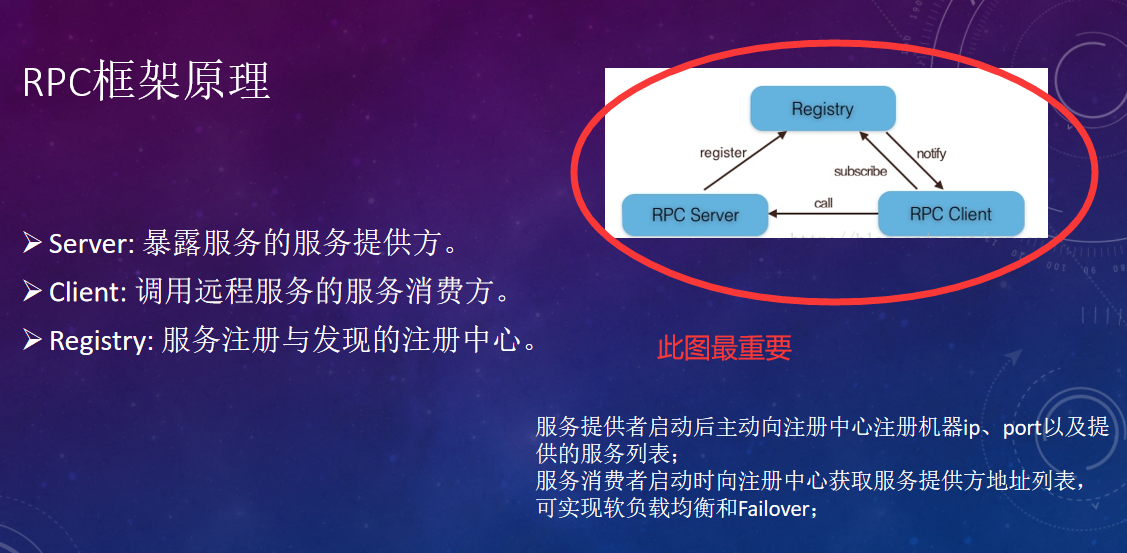 RPC框架原理
Registry
register
subscribe
notify
RPC Server
call
RPC Client
Server: 暴露服务的服务提供方。
Client: 调用远程服务的服务消费方。
Registry: 服务注册与发现的注册中心。
此图最重要
服务提供者启动后主动向注册中心注册机器ip、port以及提
供的服务列表；
服务消费者启动时向注册中心获取服务提供方地址列表，
可实现软负载均衡和Failover；